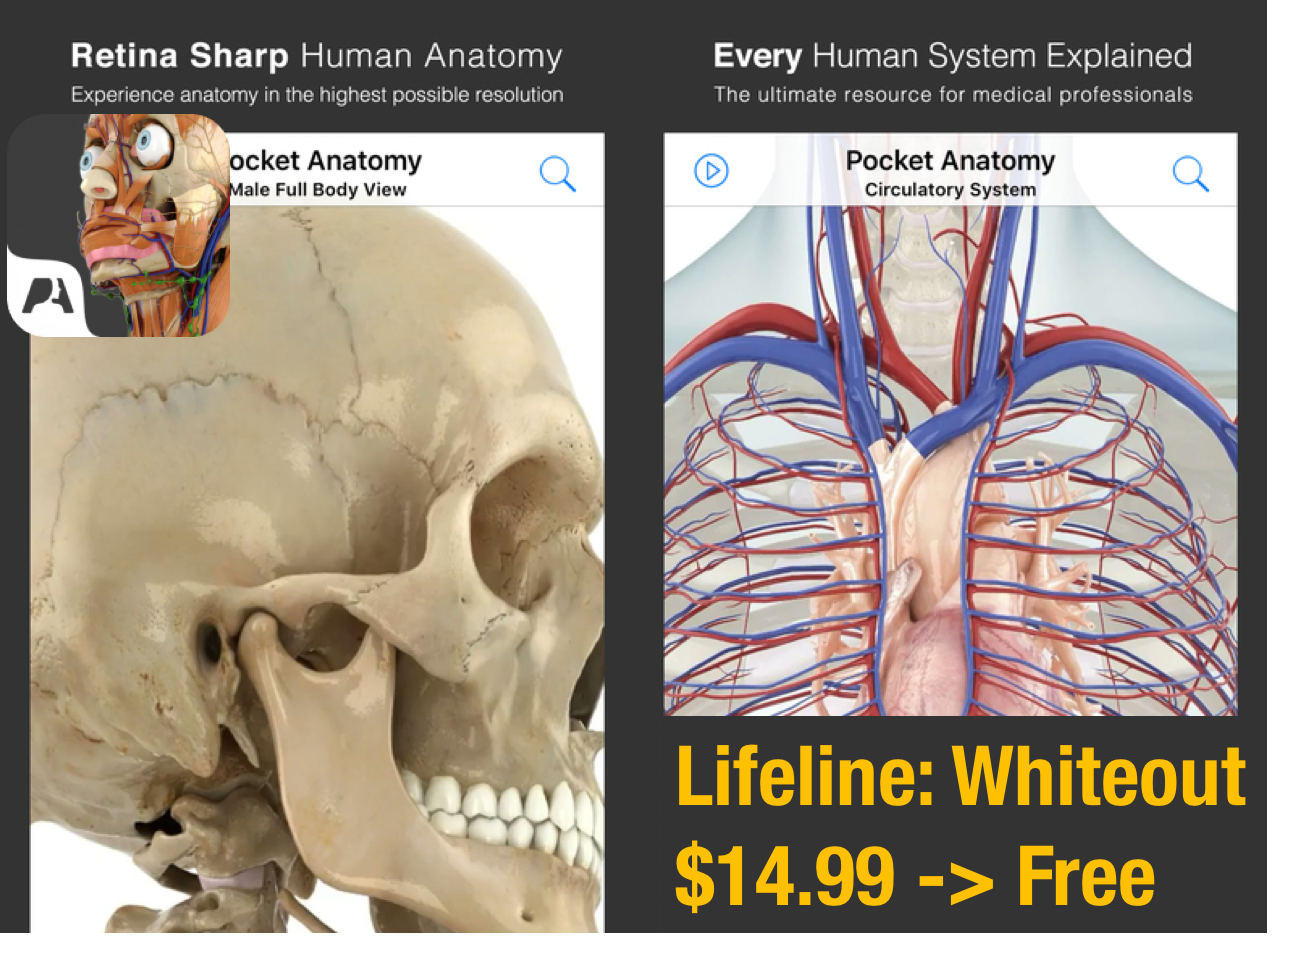 Retina Sharp Human Anatomy
Experience anatomy in the highest possible resolution
ocket Anatomy
Male Full Body View
Every Human System Explained
The ultimate resource for medical professionals
Pocket Anatomy
Circulatory System
Lifeline: Whiteout
$14.99 -> Free